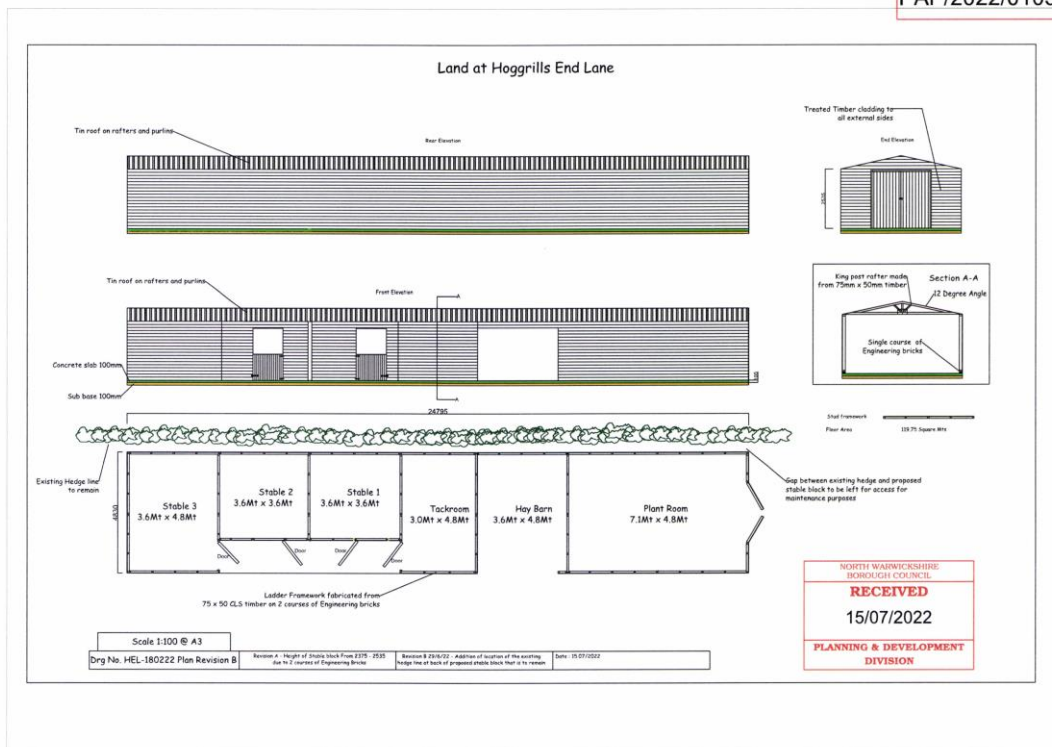 PAP/2022/0103
Land at Hoggrills End Lane
Tin roof on rafters and purlins
Rear Elevation
Treated Timber cladding to
all external sides
End Elevation
2535
Tin roof on rafters and purlins
Front Elevation
A
A
Concrete slab 100mm
Sub base 100mm
King post rafter made
from 75mm x 50mm timber
Section A-A
12 Degree Angle
Single course of
Engineering bricks
24795
Stud framework
Floor Area
119.75 Square Mtrs
Existing Hedge line
to remain
Gap between existing hedge and proposed
stable block to be left for access for
maintenance purposes
4830
Stable 3
3.6Mt x 4.8Mt
Stable 2
3.6Mt x 3.6Mt
Stable 1
3.6Mt x 3.6Mt
Tackroom
3.0Mt x 4.8Mt
Hay Barn
3.6Mt x 4.8Mt
Plant Room
7.1Mt x 4.8Mt
Door
Door
Door
Door
Ladder Framework fabricated from
75 x 50 CLS timber on 2 courses of Engineering bricks
NORTH WARWICKSHIRE
BOROUGH COUNCIL
RECEIVED
15/07/2022
PLANNING & DEVELOPMENT
DIVISION
Scale 1:100 @ A3
Drg No. HEL-180222 Plan Revision B
Revision A - Height of Stable block From 2375 - 2535
due to 2 courses of Engineering Bricks
Revision B 29/6/22 - Addition of location of the existing
hedge line at back of proposed stable block that is to remain
Date : 15.07.2022